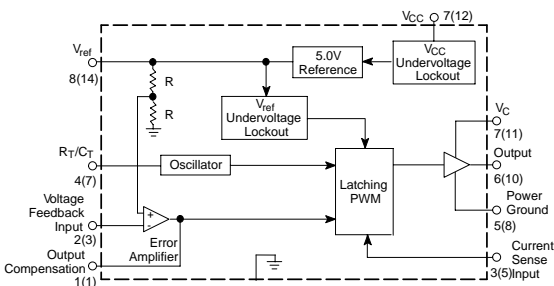 VCC 7(12)
Vref
8(14)
R
R
5.0V
Reference
VCC
Undervoltage
Lockout
Vref
Undervoltage
Lockout
VC
7(11)
RT/CT
4(7)
Oscillator
Latching
PWM
Output
6(10)
Voltage
Feedback
Input
2(3)
+
-
Error
Amplifier
Power
Ground
5(8)
Output
Compensation
1(1)
Current
Sense
3(5)Input